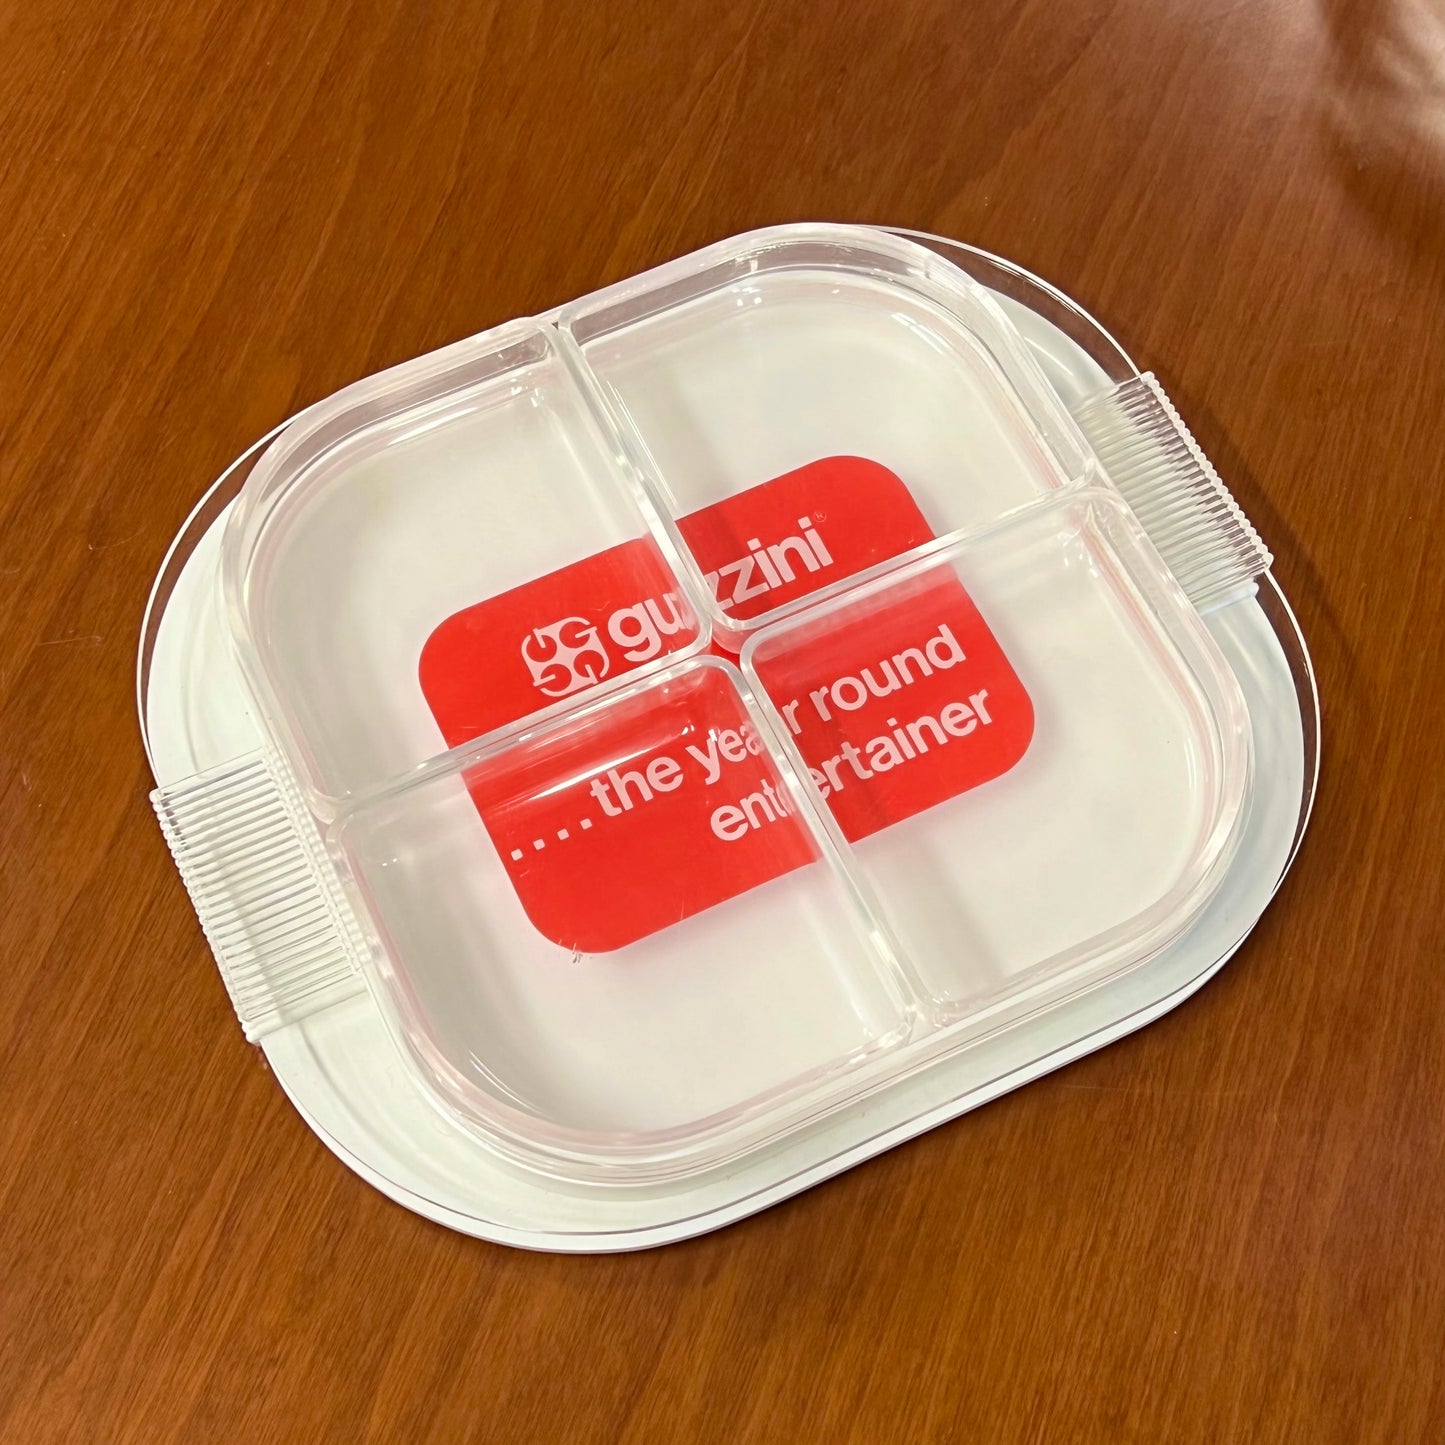 guzzini®
....the year round
entertainer